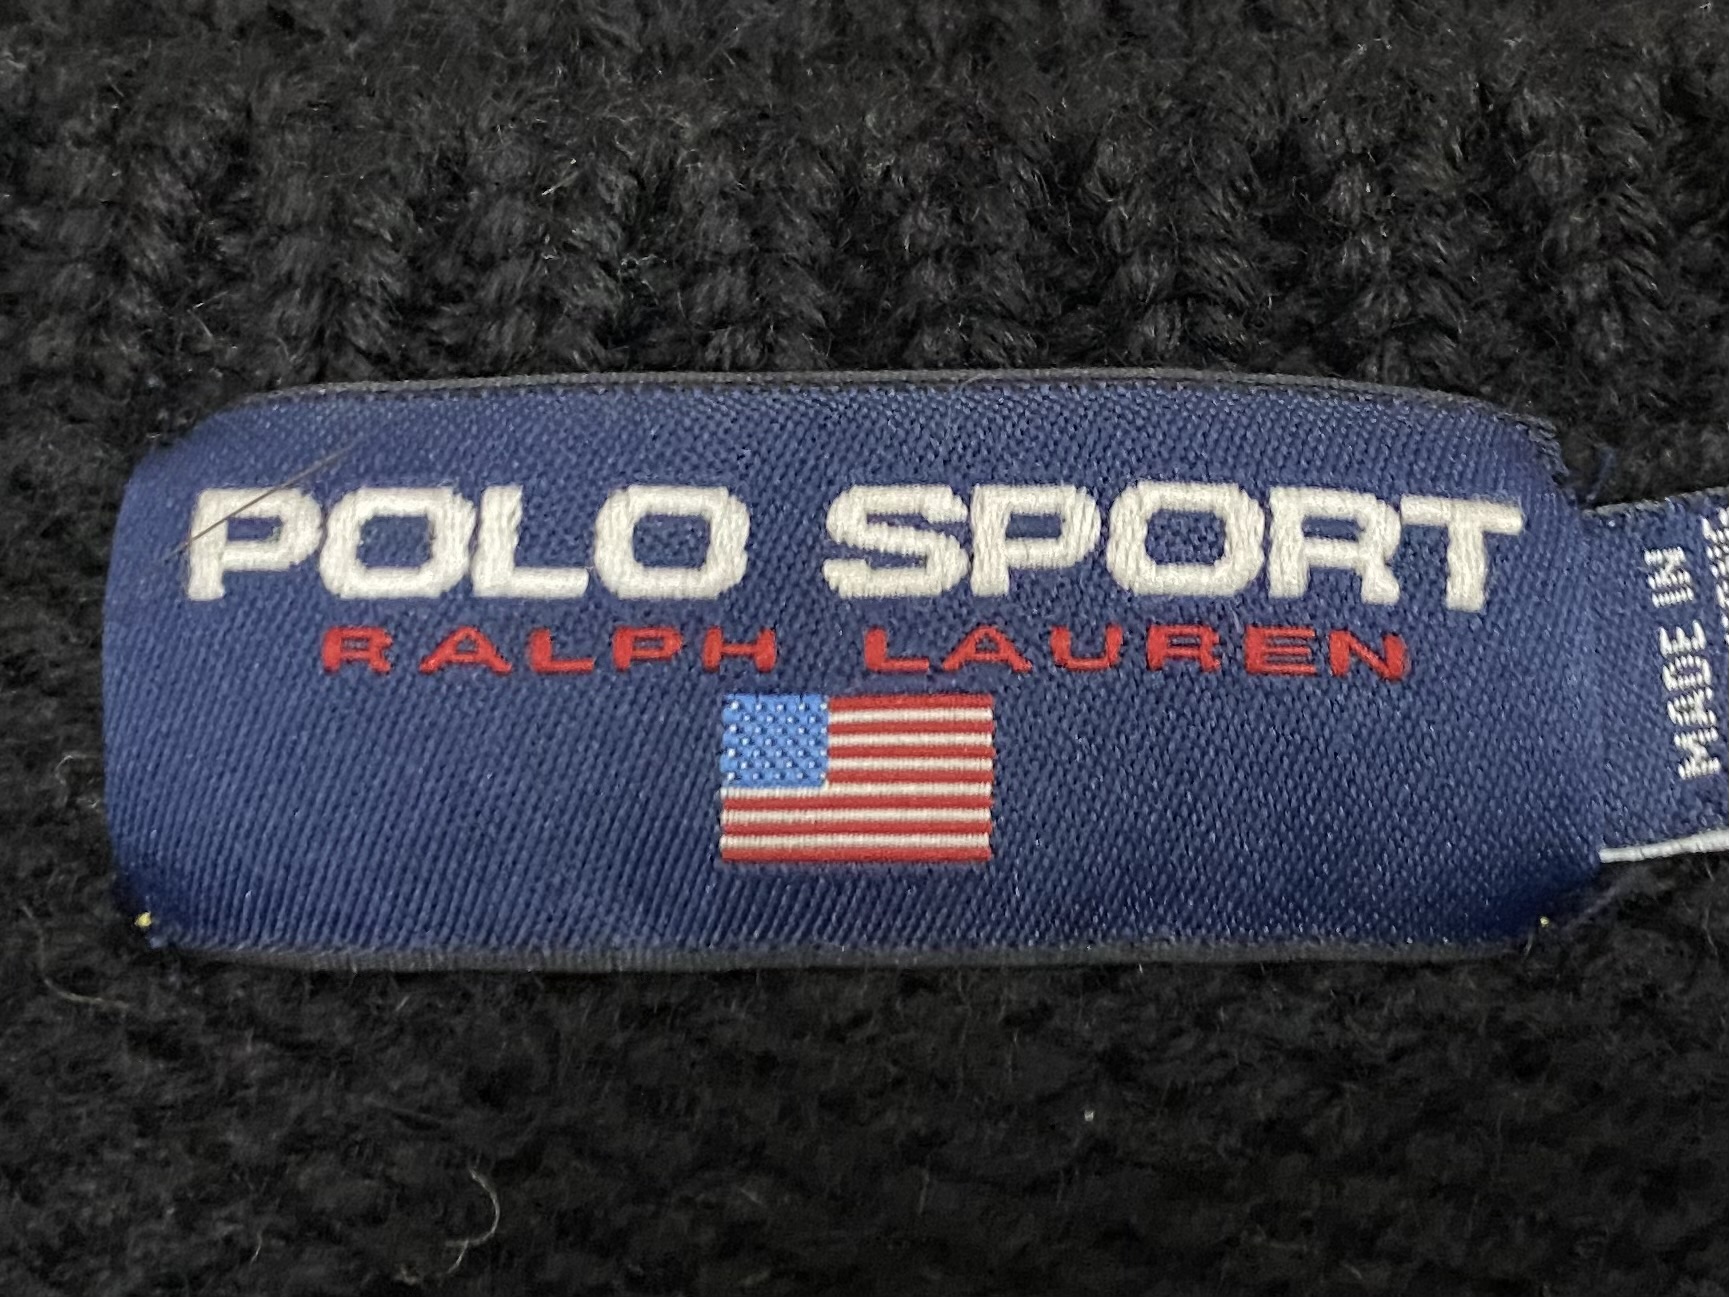 POLO SPORT
RALPH LAUREN
MADE IN